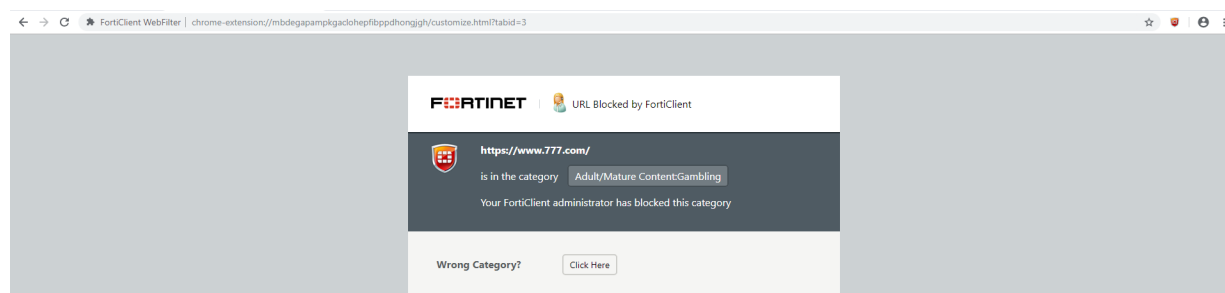 FortiClient WebFilter | chrome-extension://mbdegapampkgaclohepfibppdhongjgh/customize.html?tabid=3
FORTINET URL Blocked by FortiClient
https://www.777.com/
is in the category Adult/Mature Content:Gambling
Your FortiClient administrator has blocked this category
Wrong Category? Click Here